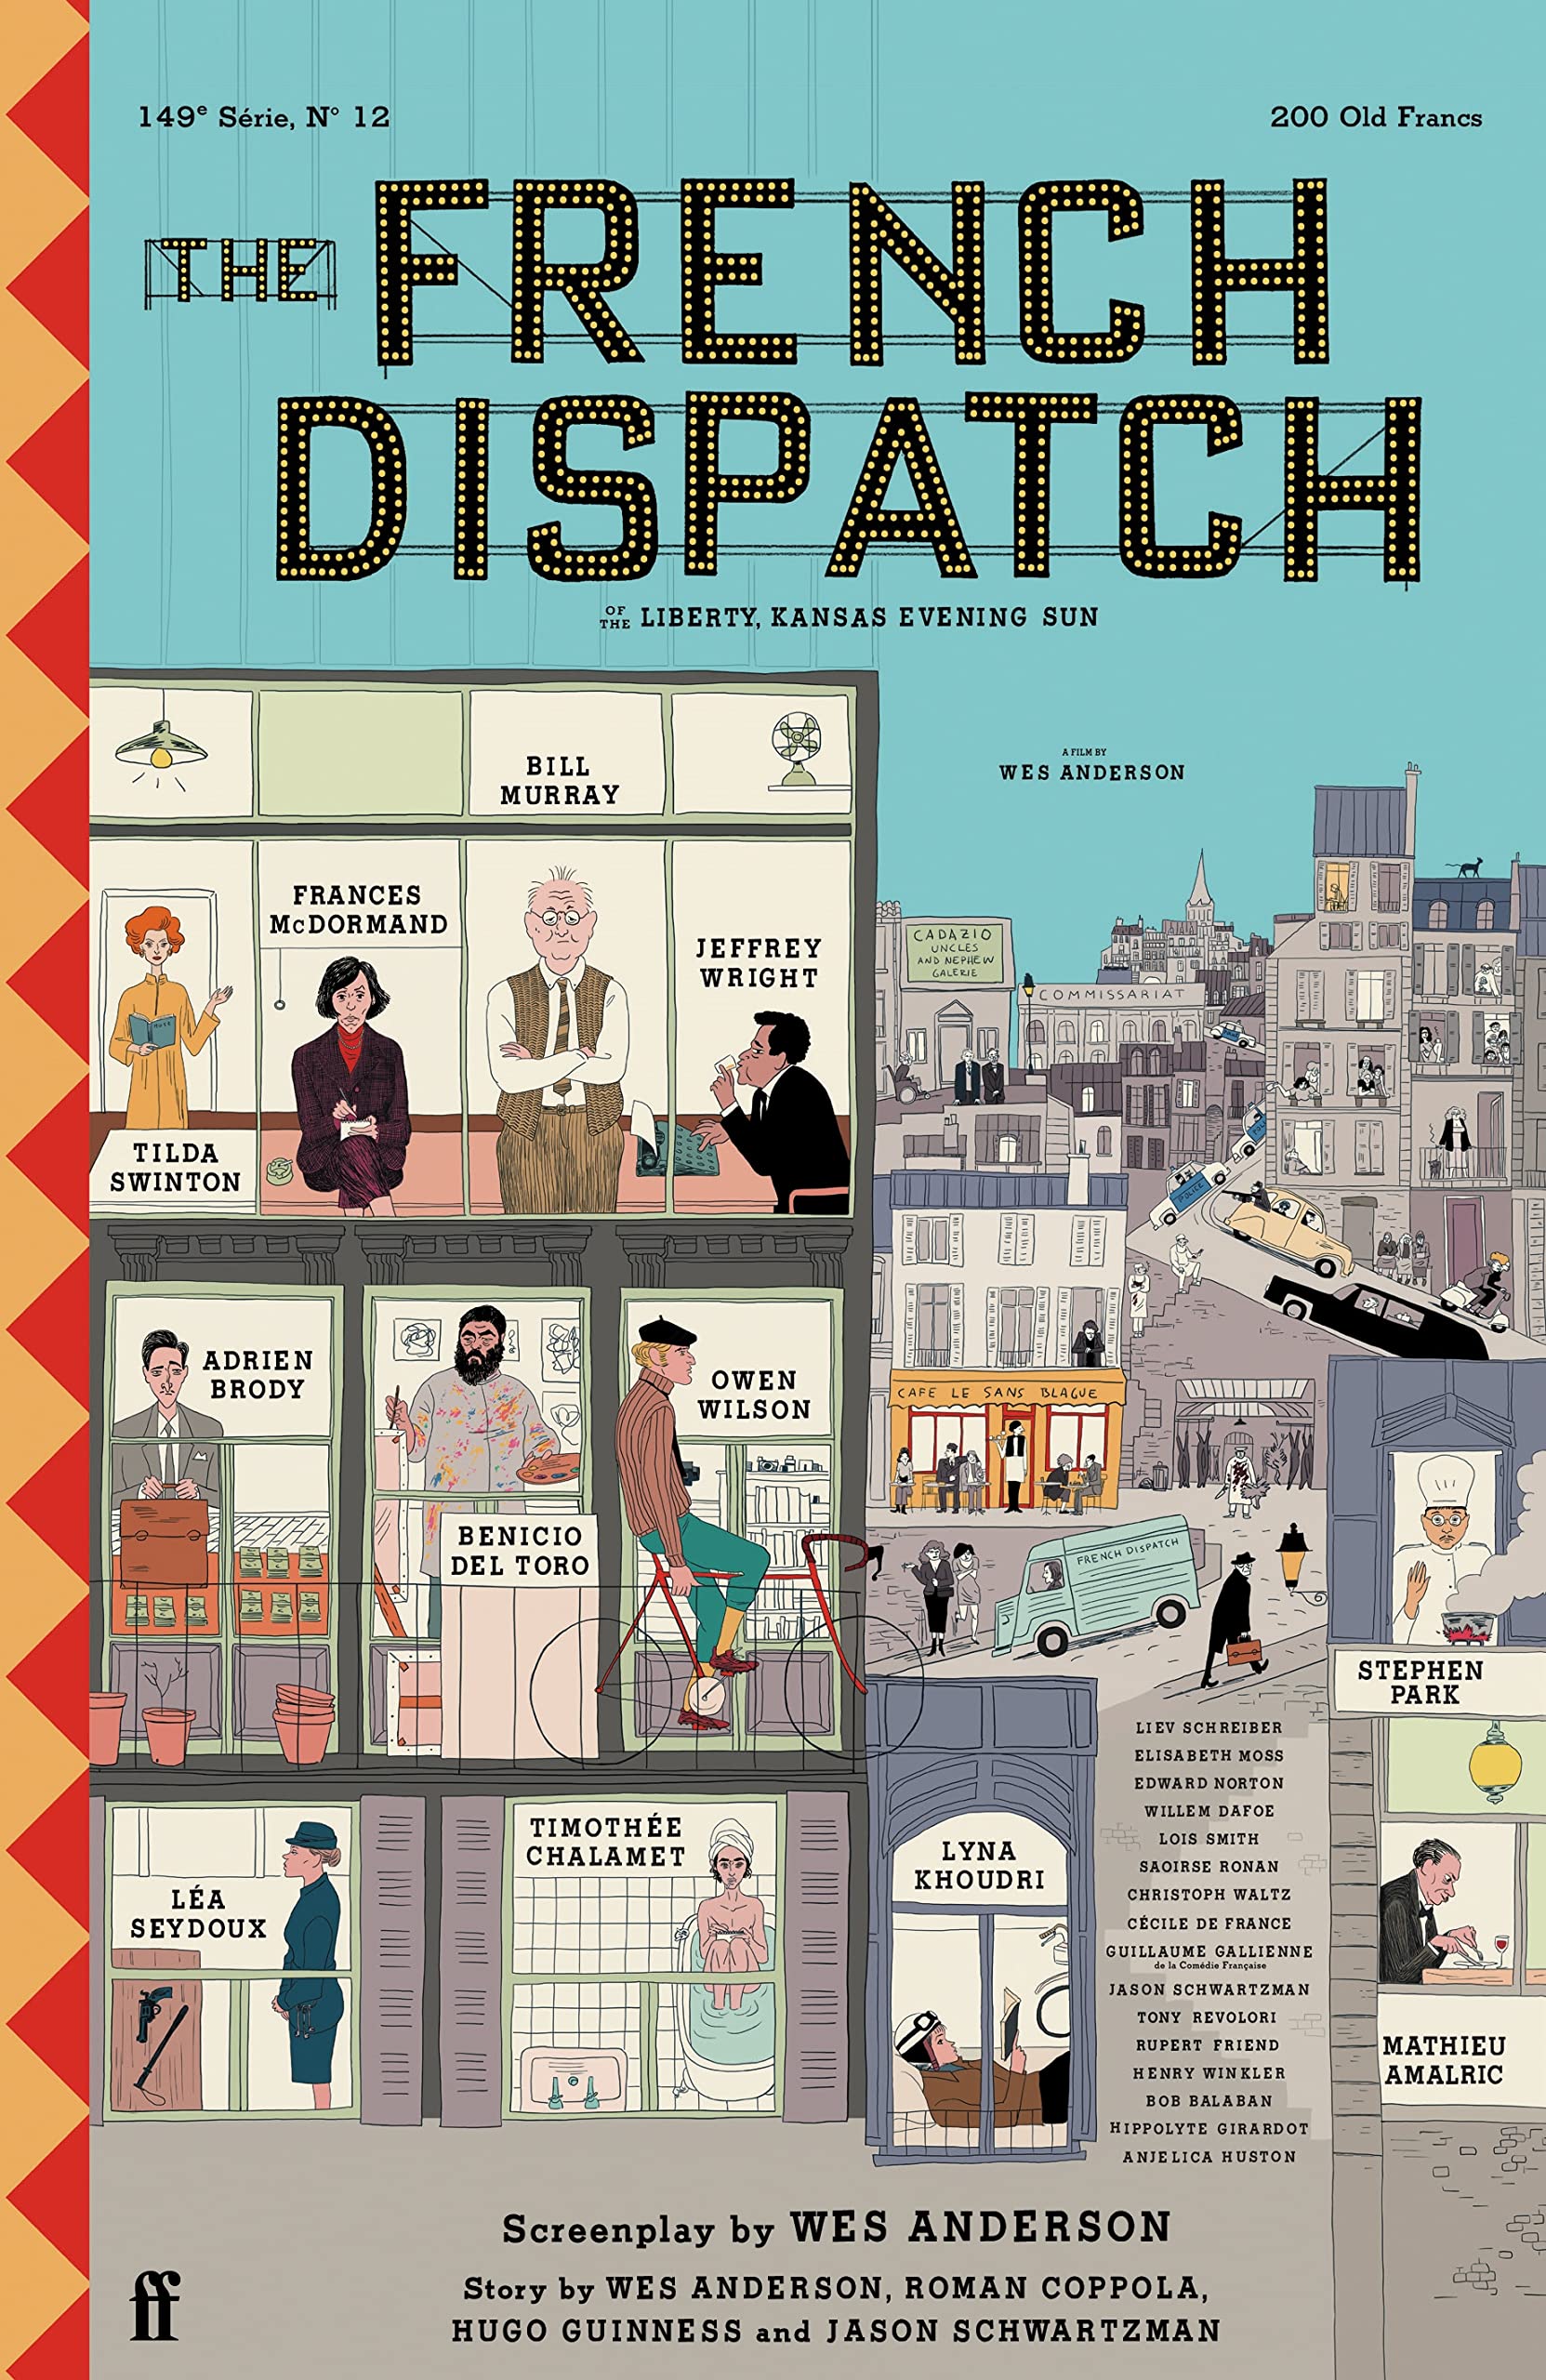 149e Série, N° 12
200 Old Francs
THE
FRENCH
DISPATCH
OF THE LIBERTY, KANSAS EVENING SUN
A FILM BY
WES ANDERSON
BILL
MURRAY
FRANCES
McDORMAND
JEFFREY
WRIGHT
TILDA
SWINTON
CADAZIO
UNCLES
AND NEPHEW
GALERIE
COMMISSARIAT
POLICE
ADRIEN
BRODY
OWEN
WILSON
BENICIO
DEL TORO
CAFE LE SANS BLAGUE
FRENCH DISPATCH
STEPHEN
PARK
LÉA
SEYDOUX
TIMOTHÉE
CHALAMET
LYNA
KHOUDRI
LIEV SCHREIBER
ELISABETH MOSS
EDWARD NORTON
WILLEM DAFOE
LOIS SMITH
SAOIRSE RONAN
CHRISTOPH WALTZ
CÉCILE DE FRANCE
GUILLAUME GALLIENNE
de la Comédie Française
JASON SCHWARTZMAN
TONY REVOLORI
RUPERT FRIEND
HENRY WINKLER
BOB BALABAN
HIPPOLYTE GIRARDOT
ANJELICA HUSTON
MATHIEU
AMALRIC
Screenplay by WES ANDERSON
Story by WES ANDERSON, ROMAN COPPOLA,
HUGO GUINNESS and JASON SCHWARTZMAN
ff